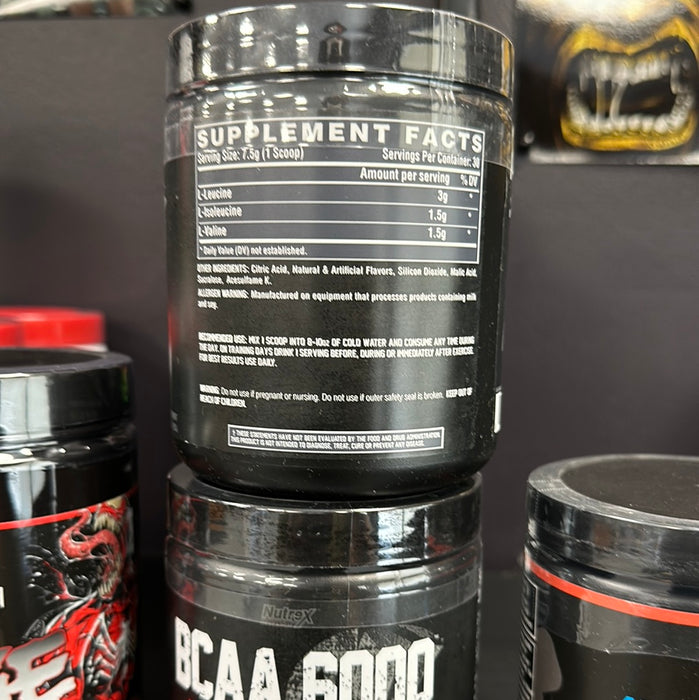 SUPPLEMENT FACTS
Serving Size: 7.5g (1 Scoop) Servings Per Container: 30
Amount per serving %DV
L-Leucine 3g *
L-Isoleucine 1.5g *
L-Valine 1.5g *
* Daily Value (DV) not established.
OTHER INGREDIENTS: Citric Acid, Natural & Artificial Flavors, Silicon Dioxide, Malic Acid,
Sucralose, Acesulfame K.
ALLERGEN WARNING: Manufactured on equipment that processes products containing milk
and soy.
RECOMMENDED USE: MIX 1 SCOOP INTO 8-10oz OF COLD WATER AND CONSUME ANY TIME DURING
THE DAY. ON TRAINING DAYS DRINK 1 SERVING BEFORE, DURING OR IMMEDIATELY AFTER EXERCISE.
FOR BEST RESULTS USE DAILY.
WARNING: Do not use if pregnant or nursing. Do not use if outer safety seal is broken. KEEP OUT OF
REACH OF CHILDREN.
† THESE STATEMENTS HAVE NOT BEEN EVALUATED BY THE FOOD AND DRUG ADMINISTRATION.
THIS PRODUCT IS NOT INTENDED TO DIAGNOSE, TREAT, CURE OR PREVENT ANY DISEASE.
NutreX
BCAA 6000